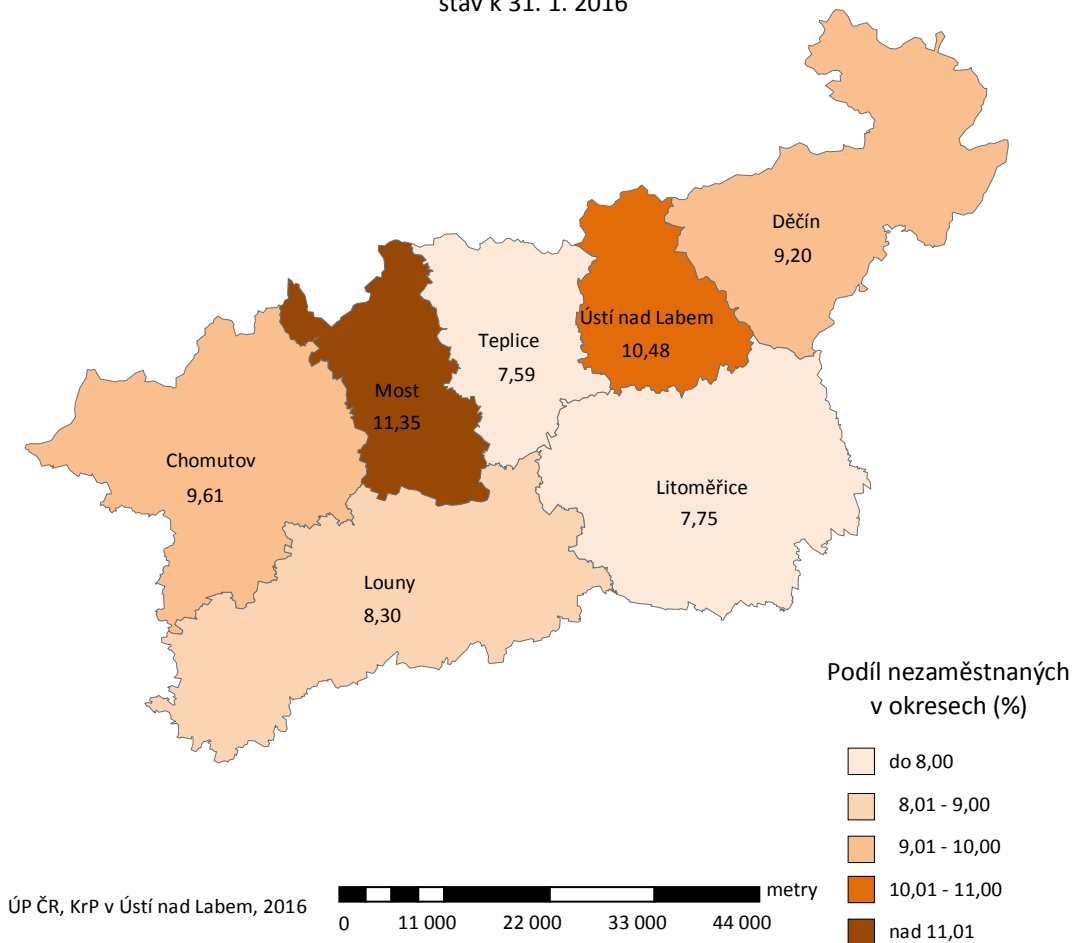 stav k 31. 1. 2016
Děčín
9,20
Ústí nad Labem
10,48
Teplice
7,59
Most
11,35
Chomutov
9,61
Litoměřice
7,75
Louny
8,30
Podíl nezaměstnaných
v okresech (%)
do 8,00
8,01 - 9,00
9,01 - 10,00
10,01 - 11,00
nad 11,01
metry
0 11 000 22 000 33 000 44 000
ÚP ČR, KrP v Ústí nad Labem, 2016